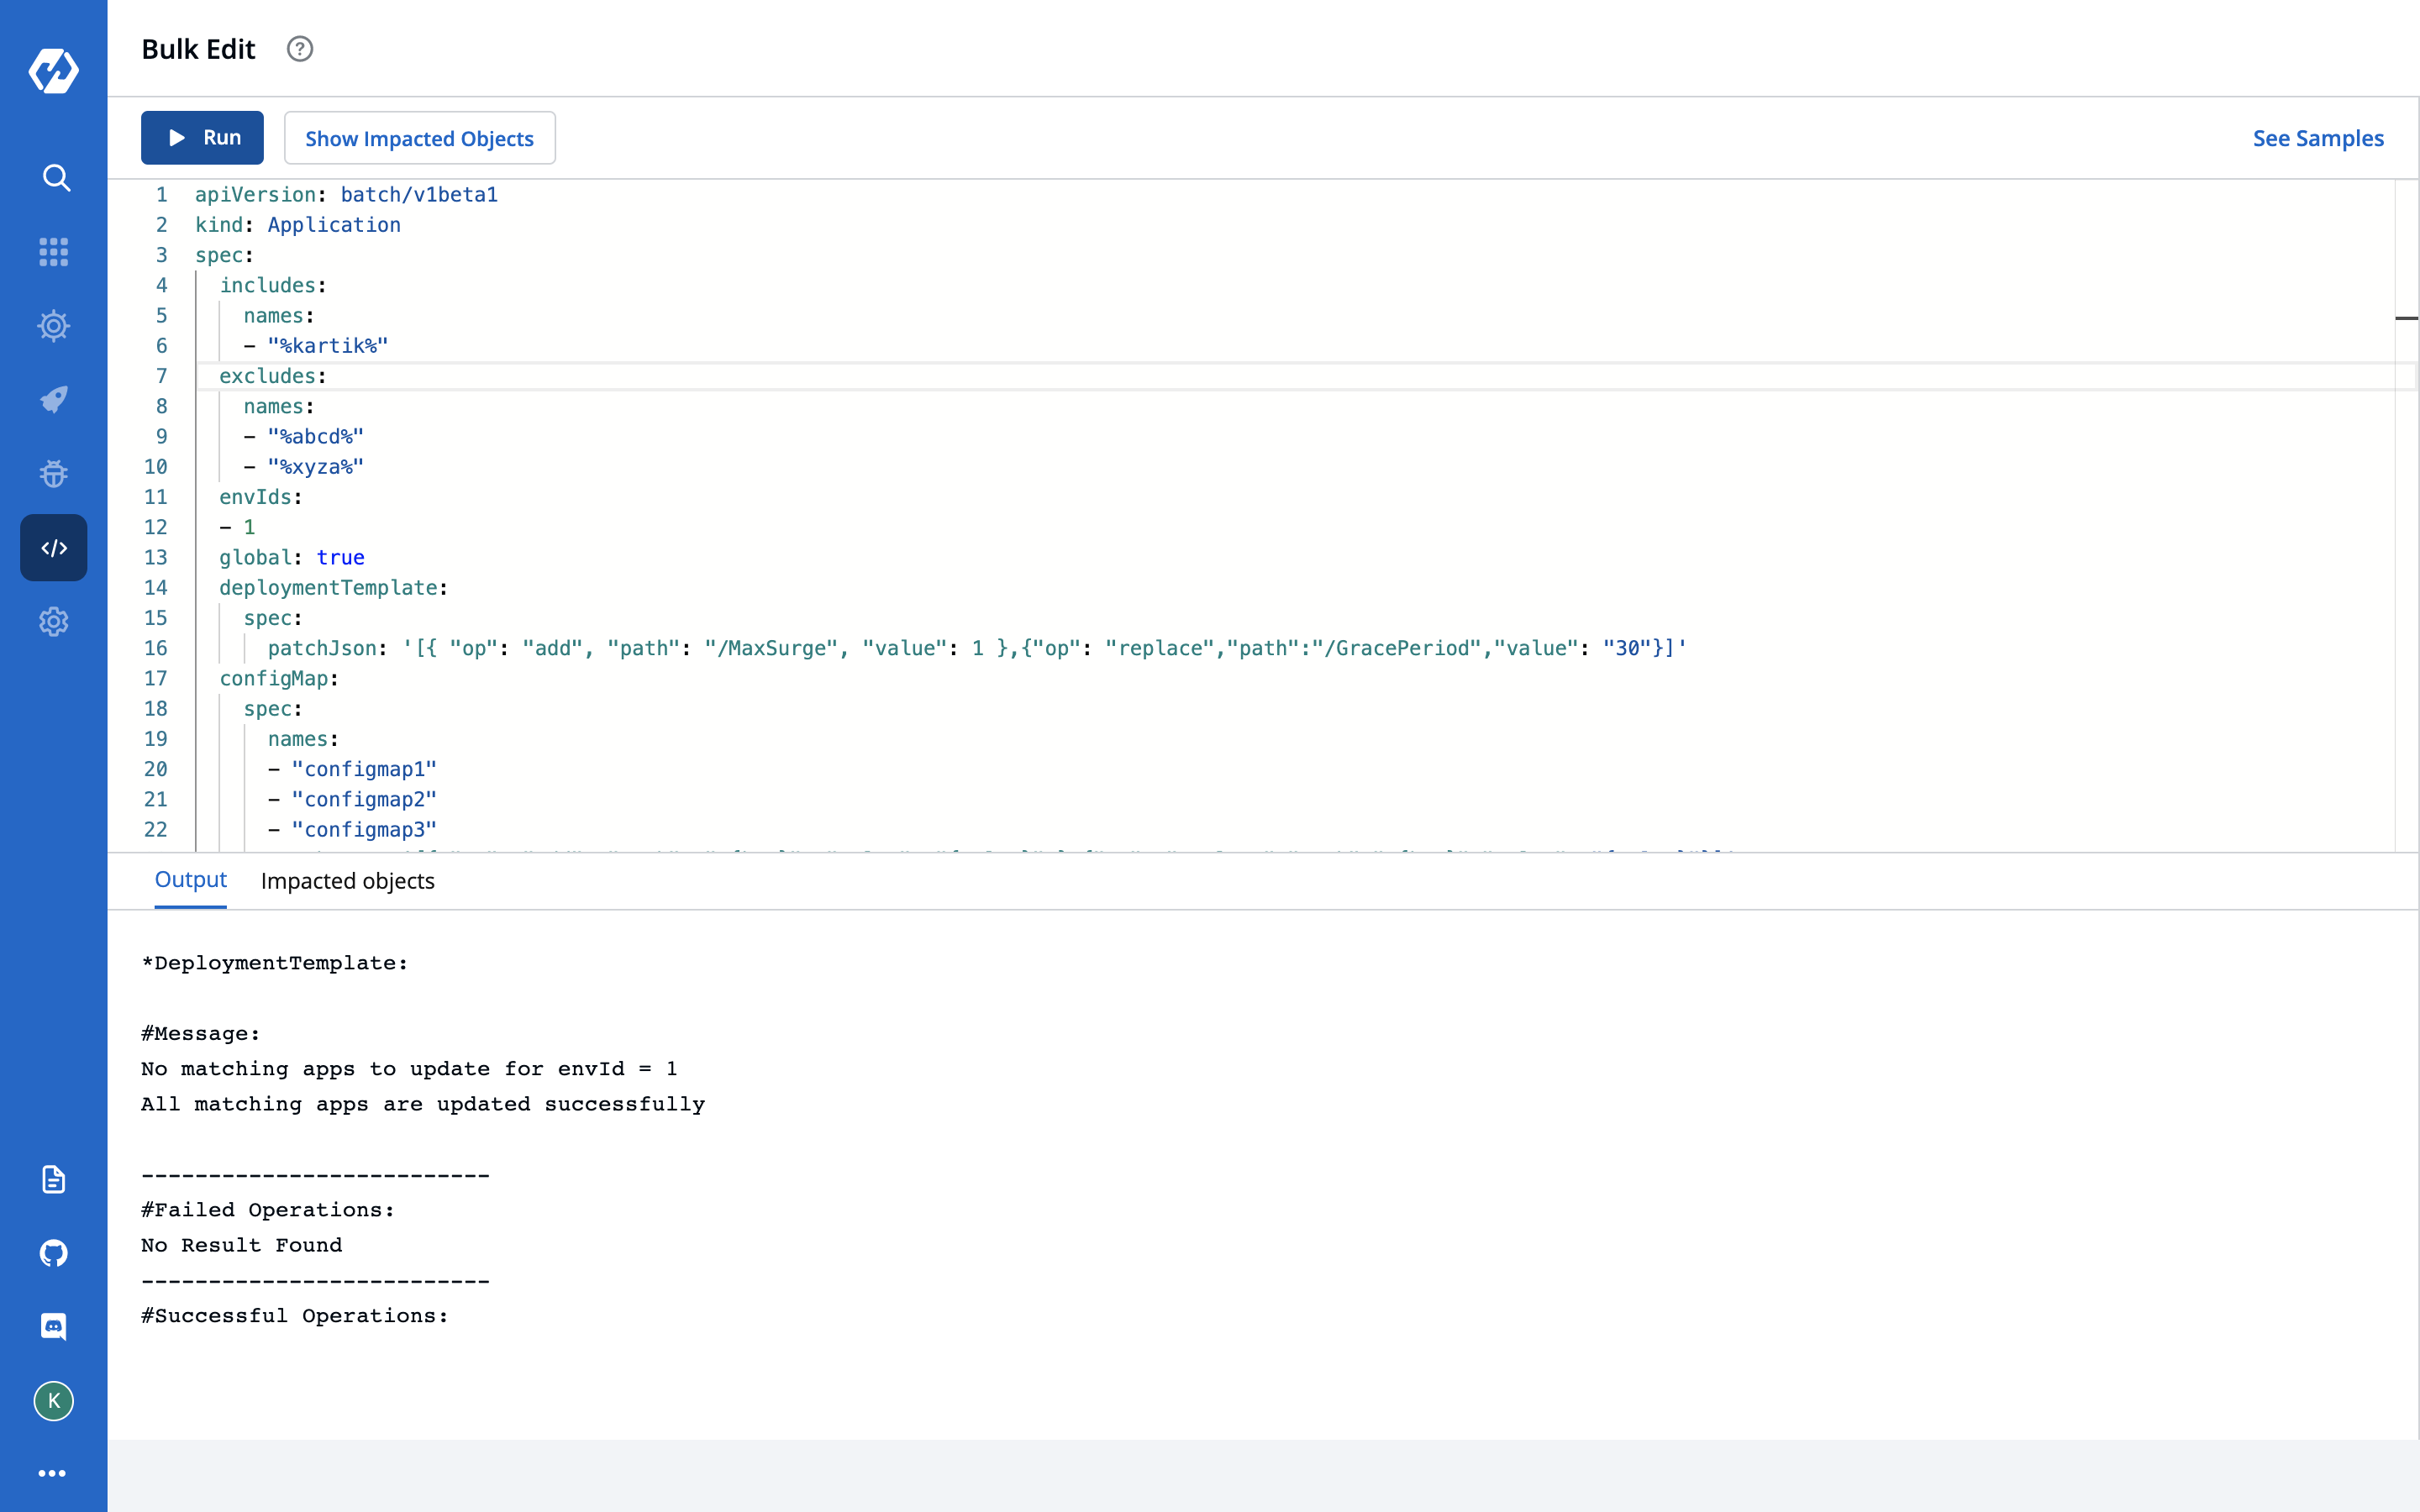 Bulk Edit ?
Run
Show Impacted Objects
See Samples
1 apiVersion: batch/v1beta1
2 kind: Application
3 spec:
4 includes:
5 names:
6 - "%kartik%"
7 excludes:
8 names:
9 - "%abcd%"
10 - "%xyza%"
11 envIds:
12 - 1
13 global: true
14 deploymentTemplate:
15 spec:
16 patchJson: '[{ "op": "add", "path": "/MaxSurge", "value": 1 },{"op": "replace","path":"/GracePeriod","value": "30"}]'
17 configMap:
18 spec:
19 names:
20 - "configmap1"
21 - "configmap2"
22 - "configmap3"
Output
Impacted objects
*DeploymentTemplate:
#Message:
No matching apps to update for envId = 1
All matching apps are updated successfully
--------------------------
#Failed Operations:
No Result Found
--------------------------
#Successful Operations:
K